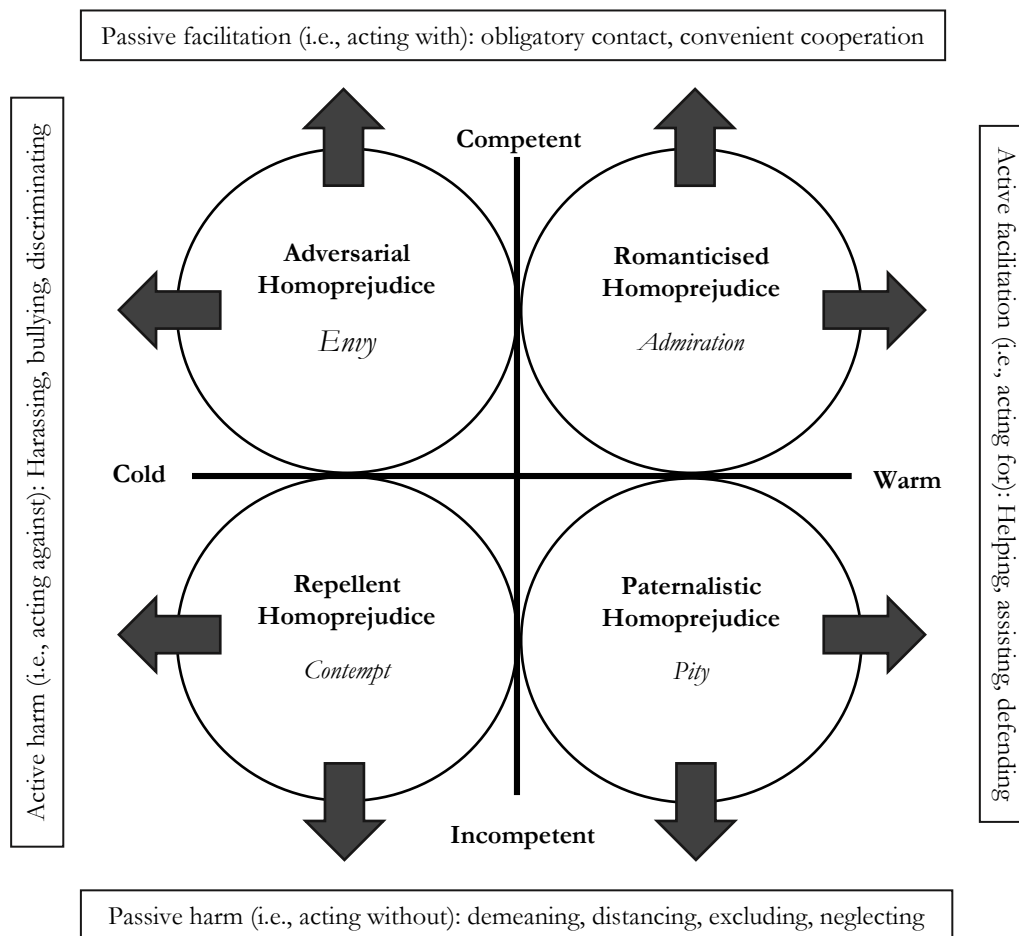 Passive facilitation (i.e., acting with): obligatory contact, convenient cooperation
Active harm (i.e., acting against): Harassing, bullying, discriminating
Competent
Adversarial
Homoprejudice
Envy
Romanticised
Homoprejudice
Admiration
Cold
Warm
Repellent
Homoprejudice
Contempt
Paternalistic
Homoprejudice
Pity
Incompetent
Active facilitation (i.e., acting for): Helping, assisting, defending
Passive harm (i.e., acting without): demeaning, distancing, excluding, neglecting